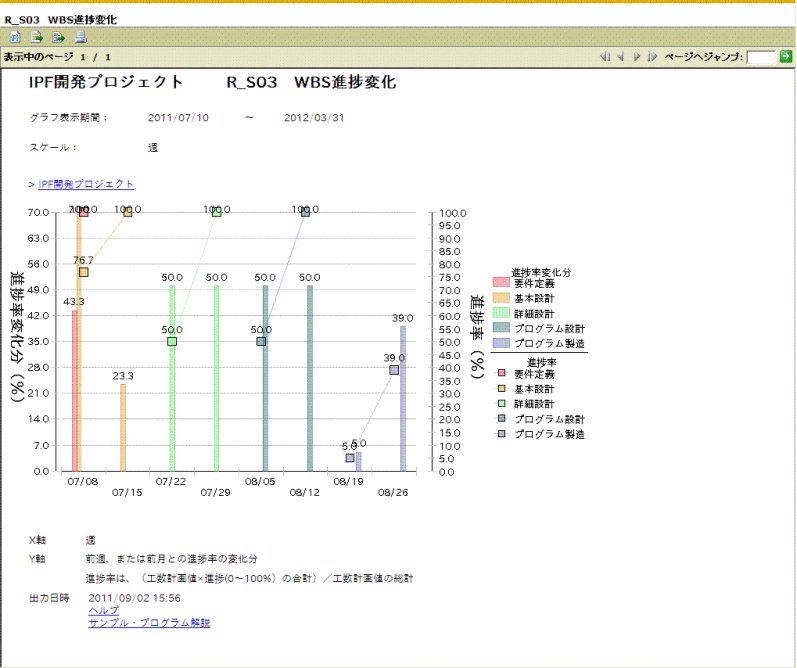 R_S03 WBS進捗変化
表示中のページ 1 / 1
ページへジャンプ:
IPF開発プロジェクト R_S03 WBS進捗変化
グラフ表示期間： 2011/07/10 ～ 2012/03/31
スケール： 週
> IPF開発プロジェクト
70.0
63.0
56.0
49.0
42.0
35.0
28.0
21.0
14.0
7.0
0.0
進捗率変化分（%）
100.0
100.0
100.0
76.7
43.3
23.3
50.0
50.0
50.0
50.0
50.0
50.0
5.0
5.0
39.0
39.0
100.0
95.0
90.0
85.0
80.0
75.0
70.0
65.0
60.0
55.0
50.0
45.0
40.0
35.0
30.0
25.0
20.0
15.0
10.0
5.0
0.0
進捗率（%）
07/08
07/15
07/22
07/29
08/05
08/12
08/19
08/26
進捗率変化分
要件定義
基本設計
詳細設計
プログラム設計
プログラム製造
進捗率
要件定義
基本設計
詳細設計
プログラム設計
プログラム製造
X軸 週
Y軸 前週、または前月との進捗率の変化分
進捗率は、（工数計画値×進捗(0～100%）の合計）／工数計画値の総計
出力日時 2011/09/02 15:56
ヘルプ
サンプル・プログラム解説